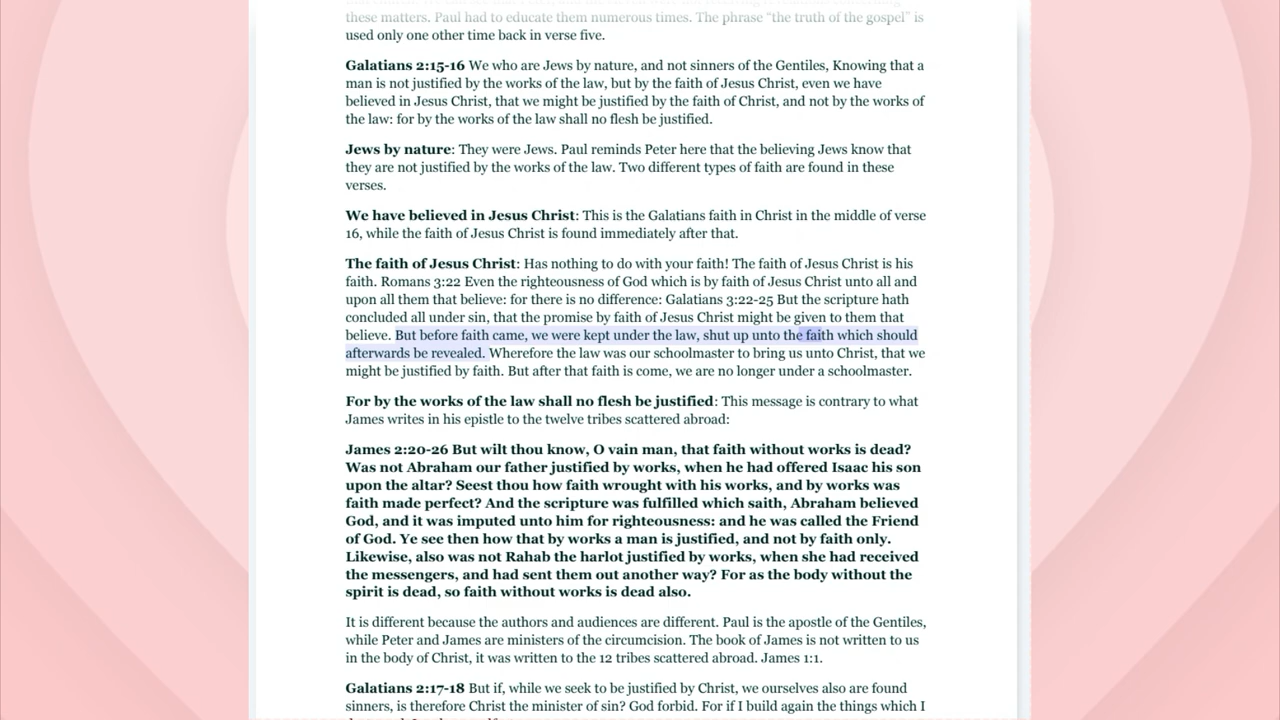 these matters. Paul had to educate them numerous times. The phrase “the truth of the gospel” is
used only one other time back in verse five.
Galatians 2:15-16 We who are Jews by nature, and not sinners of the Gentiles, Knowing that a
man is not justified by the works of the law, but by the faith of Jesus Christ, even we have
believed in Jesus Christ, that we might be justified by the faith of Christ, and not by the works of
the law: for by the works of the law shall no flesh be justified.
Jews by nature: They were Jews. Paul reminds Peter here that the believing Jews know that
they are not justified by the works of the law. Two different types of faith are found in these
verses.
We have believed in Jesus Christ: This is the Galatians faith in Christ in the middle of verse
16, while the faith of Jesus Christ is found immediately after that.
The faith of Jesus Christ: Has nothing to do with your faith! The faith of Jesus Christ is his
faith. Romans 3:22 Even the righteousness of God which is by faith of Jesus Christ unto all and
upon all them that believe: for there is no difference: Galatians 3:22-25 But the scripture hath
concluded all under sin, that the promise by faith of Jesus Christ might be given to them that
believe. But before faith came, we were kept under the law, shut up unto the faith which should
afterwards be revealed. Wherefore the law was our schoolmaster to bring us unto Christ, that we
might be justified by faith. But after that faith is come, we are no longer under a schoolmaster.
For by the works of the law shall no flesh be justified: This message is contrary to what
James writes in his epistle to the twelve tribes scattered abroad:
James 2:20-26 But wilt thou know, O vain man, that faith without works is dead?
Was not Abraham our father justified by works, when he had offered Isaac his son
upon the altar? Seest thou how faith wrought with his works, and by works was
faith made perfect? And the scripture was fulfilled which saith, Abraham believed
God, and it was imputed unto him for righteousness: and he was called the Friend
of God. Ye see then how that by works a man is justified, and not by faith only.
Likewise, also was not Rahab the harlot justified by works, when she had received
the messengers, and had sent them out another way? For as the body without the
spirit is dead, so faith without works is dead also.
It is different because the authors and audiences are different. Paul is the apostle of the Gentiles,
while Peter and James are ministers of the circumcision. The book of James is not written to us
in the body of Christ, it was written to the 12 tribes scattered abroad. James 1:1.
Galatians 2:17-18 But if, while we seek to be justified by Christ, we ourselves also are found
sinners, is therefore Christ the minister of sin? God forbid. For if I build again the things which I